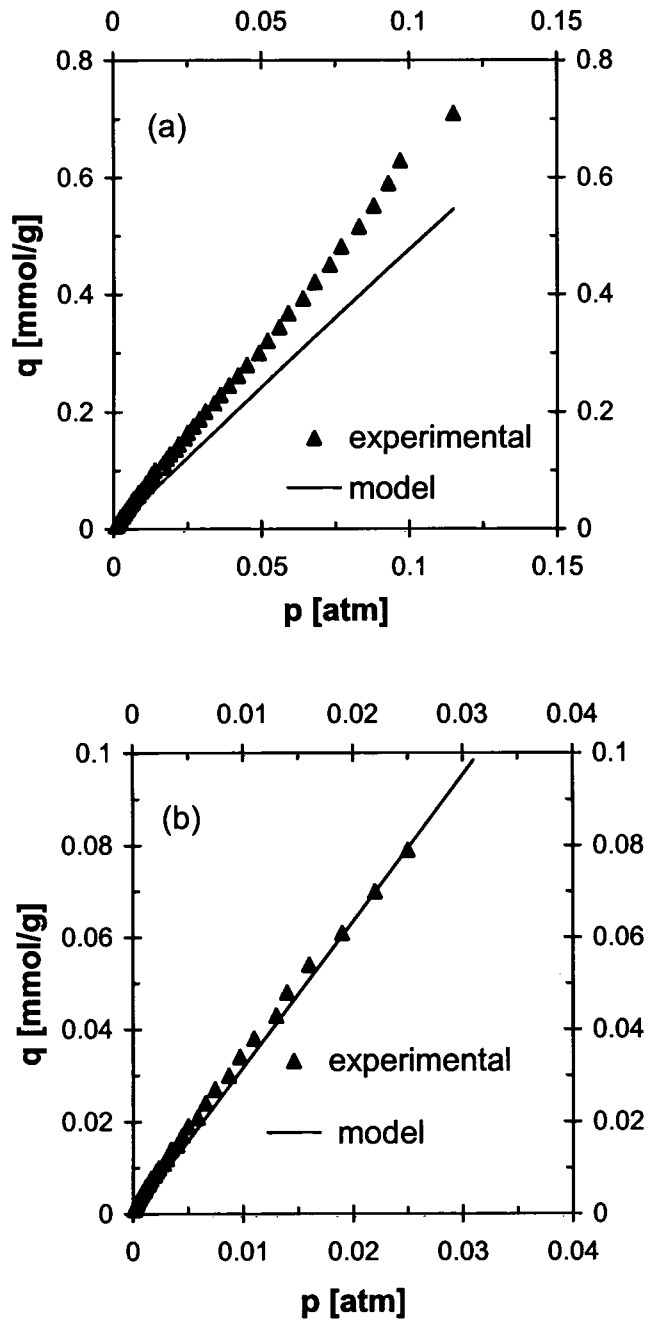 0 0.05 0.1 0.15
0.8 0.8
(a)
0.6 0.6
q [mmol/g]
0.4 0.4
0.2 0.2
experimental
model
0 0
0 0.05 0.1 0.15
p [atm]
0 0.01 0.02 0.03 0.04
0.1 0.1
(b)
0.08 0.08
0.06 0.06
q [mmol/g]
0.04 0.04
experimental
0.02 0.02
model
0 0
0 0.01 0.02 0.03 0.04
p [atm]